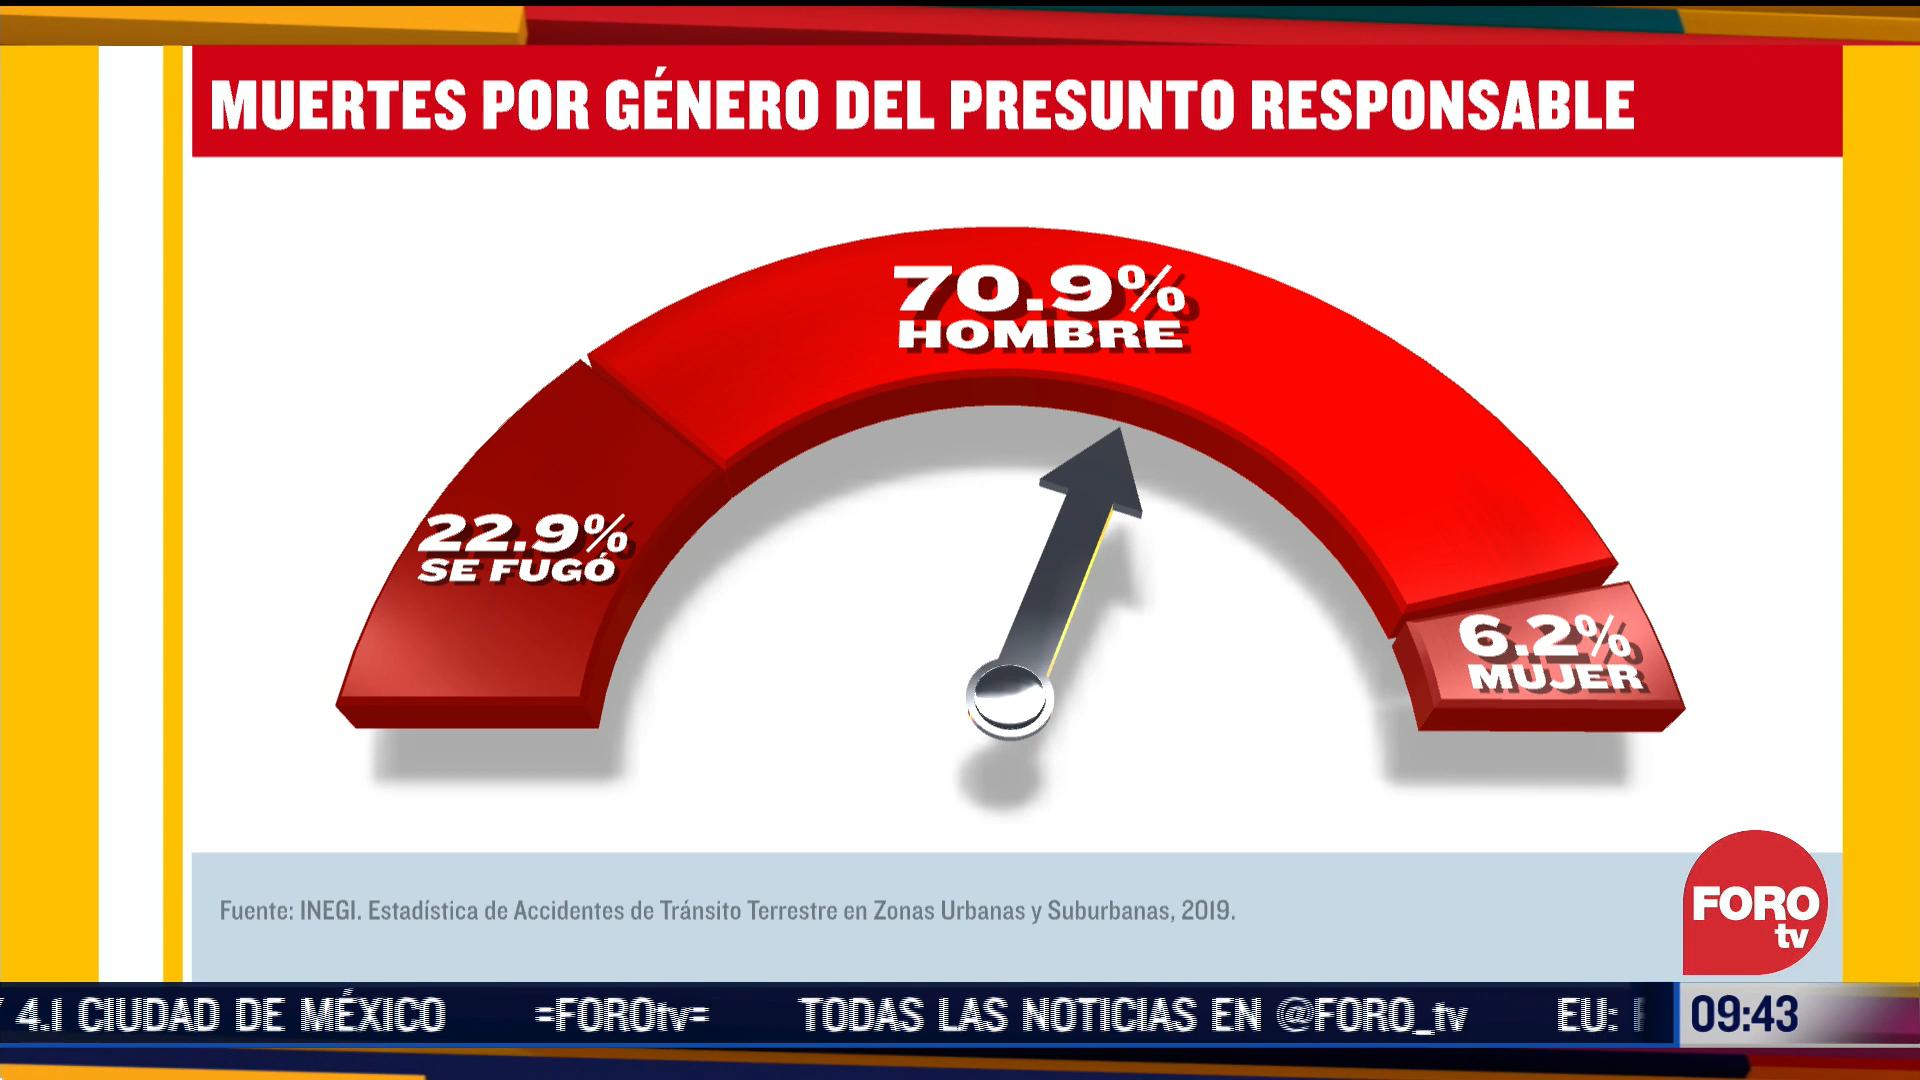 MUERTES POR GÉNERO DEL PRESUNTO RESPONSABLE
70.9%
HOMBRE
22.9%
SE FUGÓ
6.2%
MUJER
Fuente: INEGI. Estadística de Accidentes de Tránsito Terrestre en Zonas Urbanas y Suburbanas, 2019.
FORO
tv
4.1 CIUDAD DE MÉXICO =FOROtv= TODAS LAS NOTICIAS EN @FORO_tv EU:
09:43